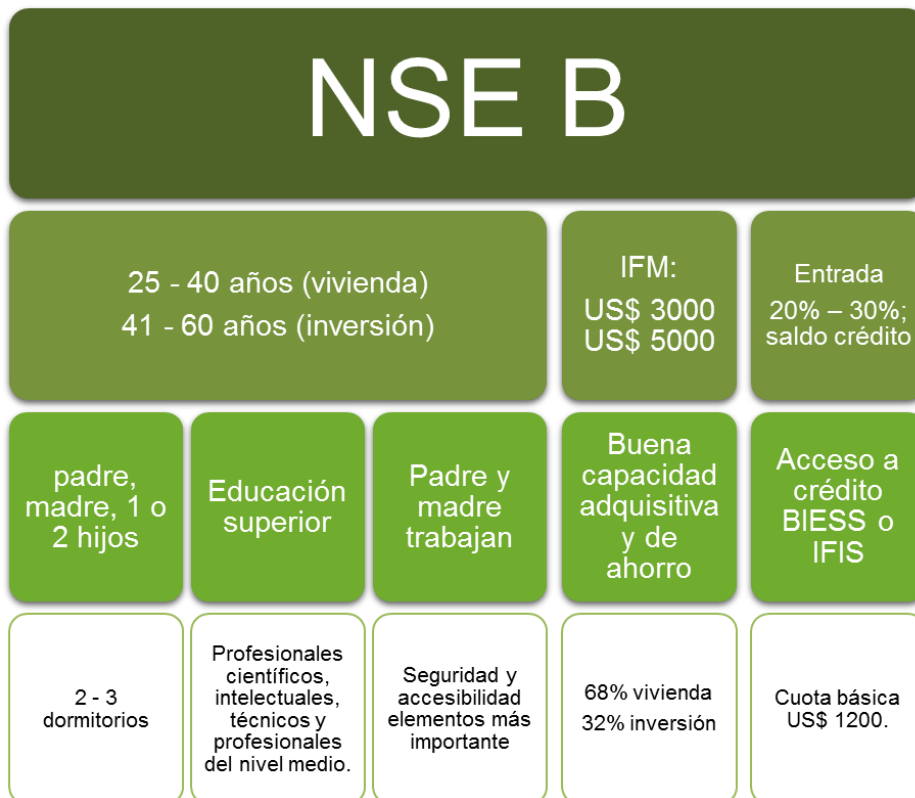 NSE B
25 - 40 años (vivienda)
41 - 60 años (inversión)
IFM:
US$ 3000
US$ 5000
Entrada
20% – 30%;
saldo crédito
padre,
madre, 1 o
2 hijos
Educación
superior
Padre y
madre
trabajan
Buena
capacidad
adquisitiva
y de
ahorro
Acceso a
crédito
BIESS o
IFIS
2 - 3
dormitorios
Profesionales
científicos,
intelectuales,
técnicos y
profesionales
del nivel medio.
Seguridad y
accesibilidad
elementos más
importante
68% vivienda
32% inversión
Cuota básica
US$ 1200.